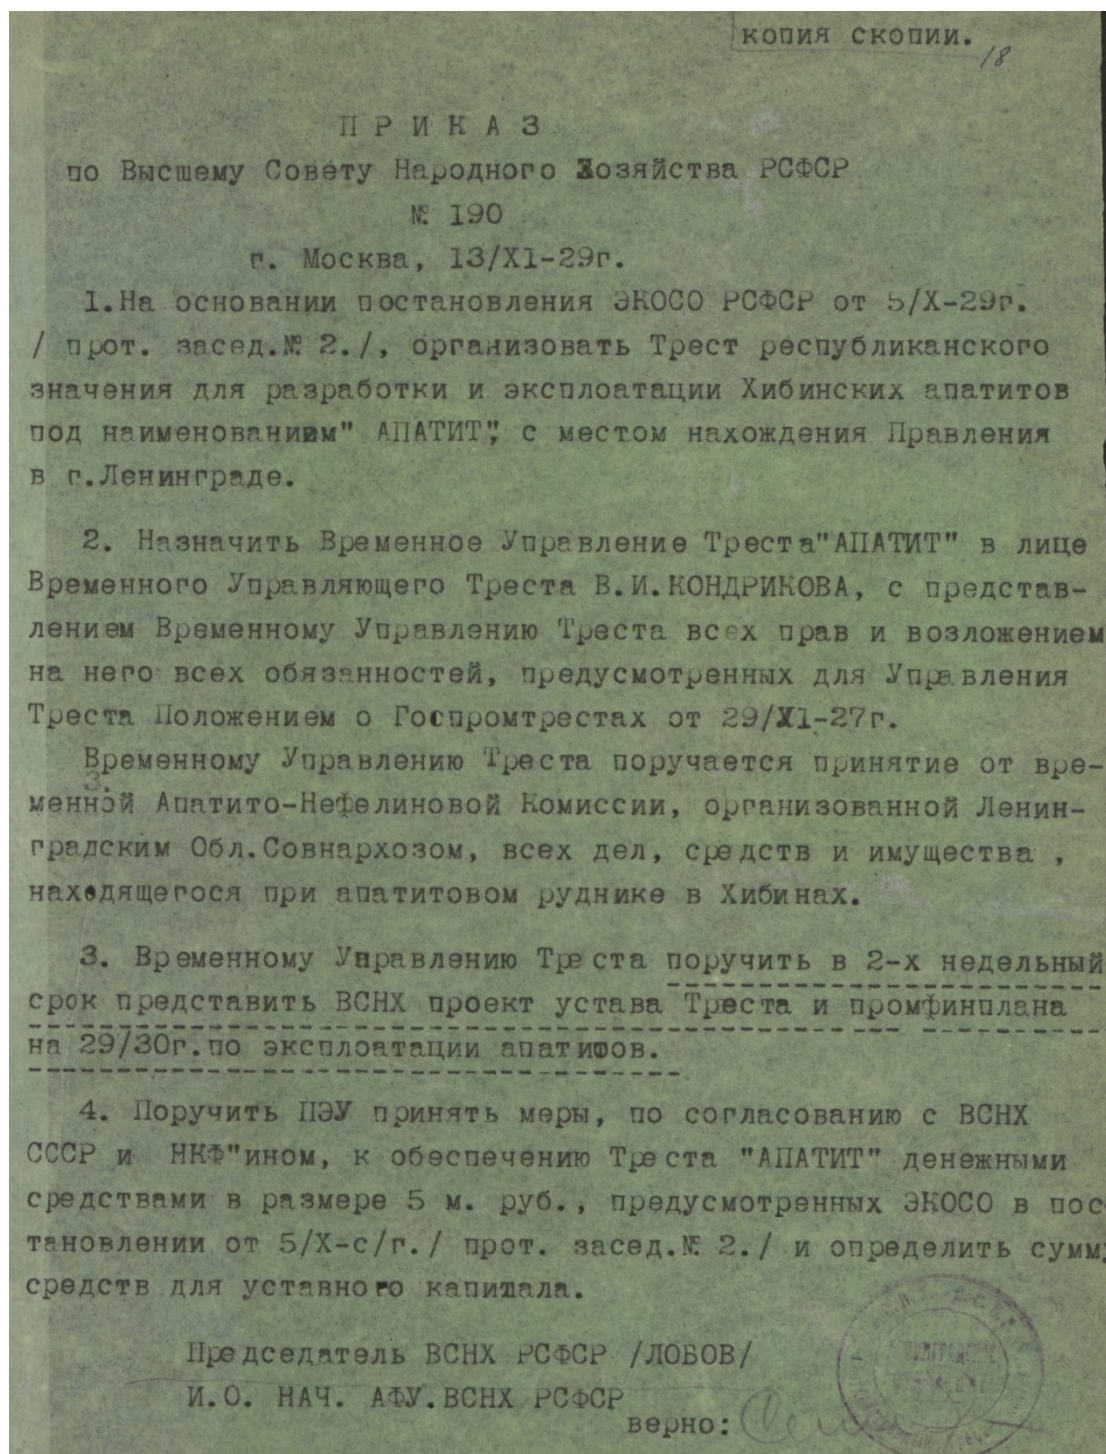 копия скопии.
18
П Р И К А З
по Высшему Совету Народного Хозяйства РСФСР
№ 190
г. Москва, 13/X1-29г.
1.На основании постановления ЭКОСО РСФСР от 5/X-29г.
/ прот. засед.№ 2./, организовать Трест республиканского
значения для разработки и эксплоатации Хибинских апатитов
под наименованием" АПАТИТ", с местом нахождения Правления
в г.Ленинграде.
2. Назначить Временное Управление Треста"АПАТИТ" в лице
Временного Управляющего Треста В.И.КОНДРИКОВА, с представ-
лением Временному Управлению Треста всех прав и возложением
на него всех обязанностей, предусмотренных для Управления
Треста Положением о Госпромтрестах от 29/X1-27г.
Временному Управлению Треста поручается принятие от вре-
3.
менной Апатито-Нефелиновой Комиссии, организованной Ленин-
градским Обл.Совнархозом, всех дел, средств и имущества ,
находящегося при апатитовом руднике в Хибинах.
3. Временному Управлению Треста поручить в 2-х недельный
срок представить ВСНХ проект устава Треста и промфинплана
на 29/30г.по эксплоатации апатитов.
4. Поручить ПЭУ принять меры, по согласованию с ВСНХ
СССР и НКФ"ином, к обеспечению Треста "АПАТИТ" денежными
средствами в размере 5 м. руб., предусмотренных ЭКОСО в пос-
тановлении от 5/X-с/г./ прот. засед.№ 2./ и определить сумму
средств для уставного капитала.
Председатель ВСНХ РСФСР /ЛОБОВ/
И.О. НАЧ. АФУ.ВСНХ РСФСР
верно: